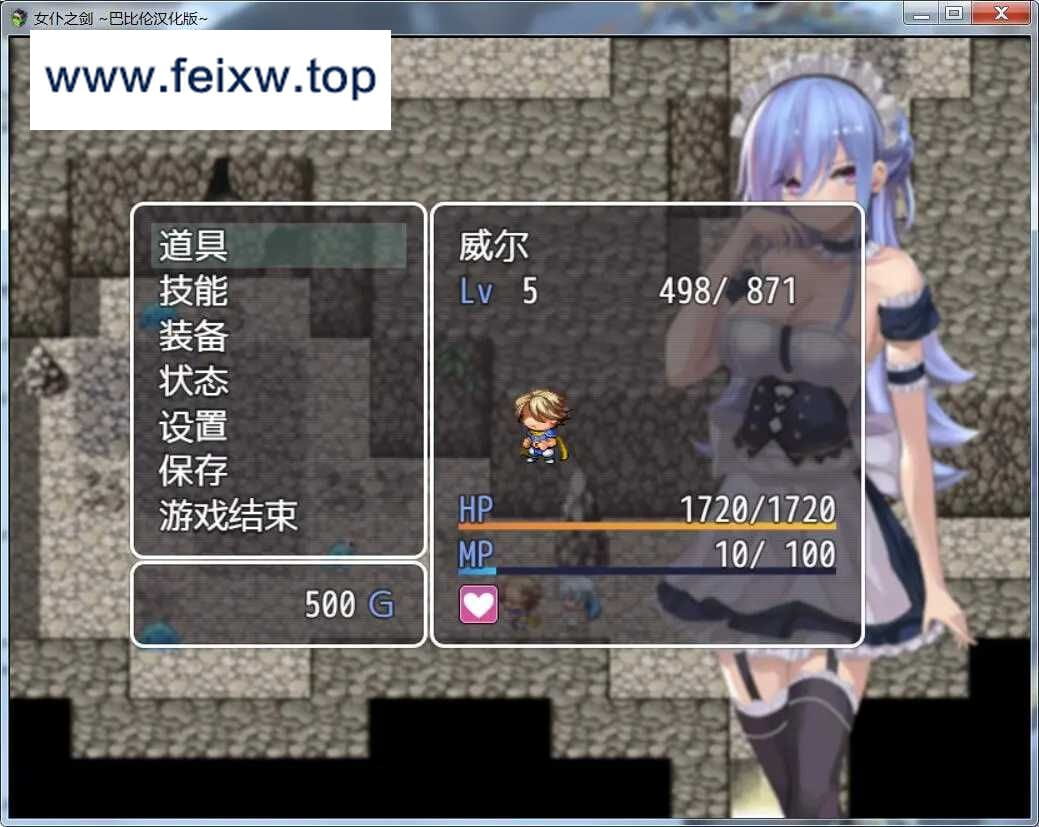 女仆之剑 ~巴比伦汉化版~
www.feixw.top
道具
技能
装备
状态
设置
保存
游戏结束
500 G
威尔
Lv 5 498/ 871
HP 1720/1720
MP 10/ 100